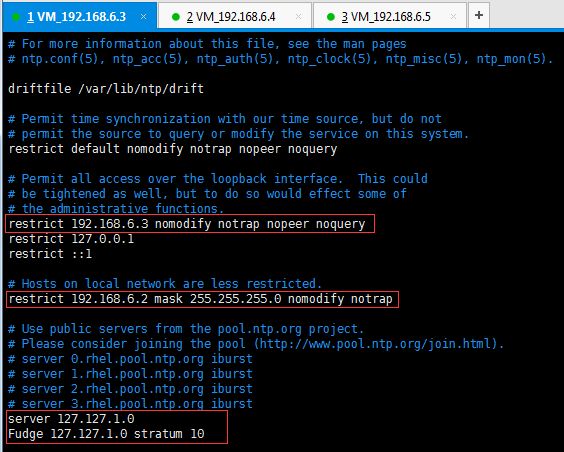 1 VM_192.168.6.3 × 2 VM_192.168.6.4 × 3 VM_192.168.6.5 × +
# For more information about this file, see the man pages
# ntp.conf(5), ntp_acc(5), ntp_auth(5), ntp_clock(5), ntp_misc(5), ntp_mon(5).
driftfile /var/lib/ntp/drift
# Permit time synchronization with our time source, but do not
# permit the source to query or modify the service on this system.
restrict default nomodify notrap nopeer noquery
# Permit all access over the loopback interface.  This could
# be tightened as well, but to do so would effect some of
# the administrative functions.
restrict 192.168.6.3 nomodify notrap nopeer noquery
restrict 127.0.0.1
restrict ::1
# Hosts on local network are less restricted.
restrict 192.168.6.2 mask 255.255.255.0 nomodify notrap
# Use public servers from the pool.ntp.org project.
# Please consider joining the pool (http://www.pool.ntp.org/join.html).
# server 0.rhel.pool.ntp.org iburst
# server 1.rhel.pool.ntp.org iburst
# server 2.rhel.pool.ntp.org iburst
# server 3.rhel.pool.ntp.org iburst
server 127.127.1.0
Fudge 127.127.1.0 stratum 10